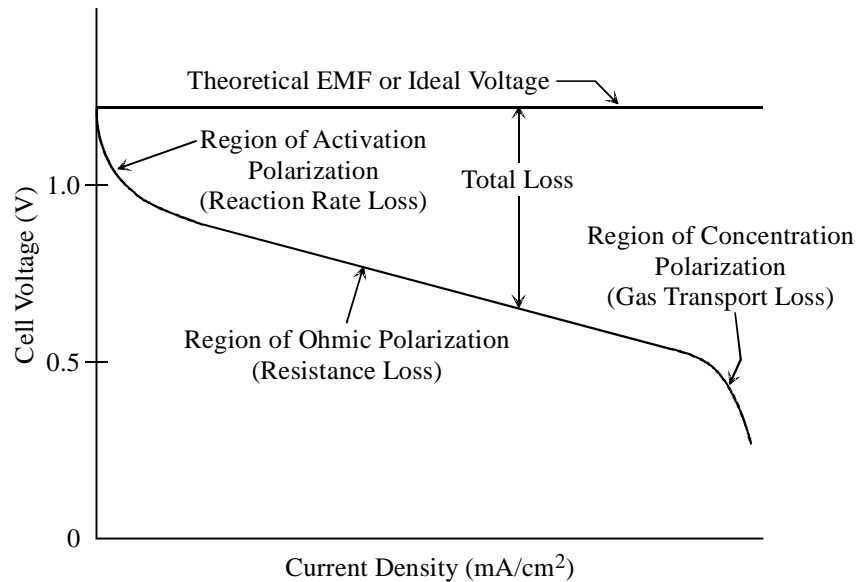 Theoretical EMF or Ideal Voltage
Region of Activation
Polarization
(Reaction Rate Loss)
Total Loss
1.0
Region of Concentration
Polarization
(Gas Transport Loss)
Cell Voltage (V)
Region of Ohmic Polarization
(Resistance Loss)
0.5
0
Current Density (mA/cm²)